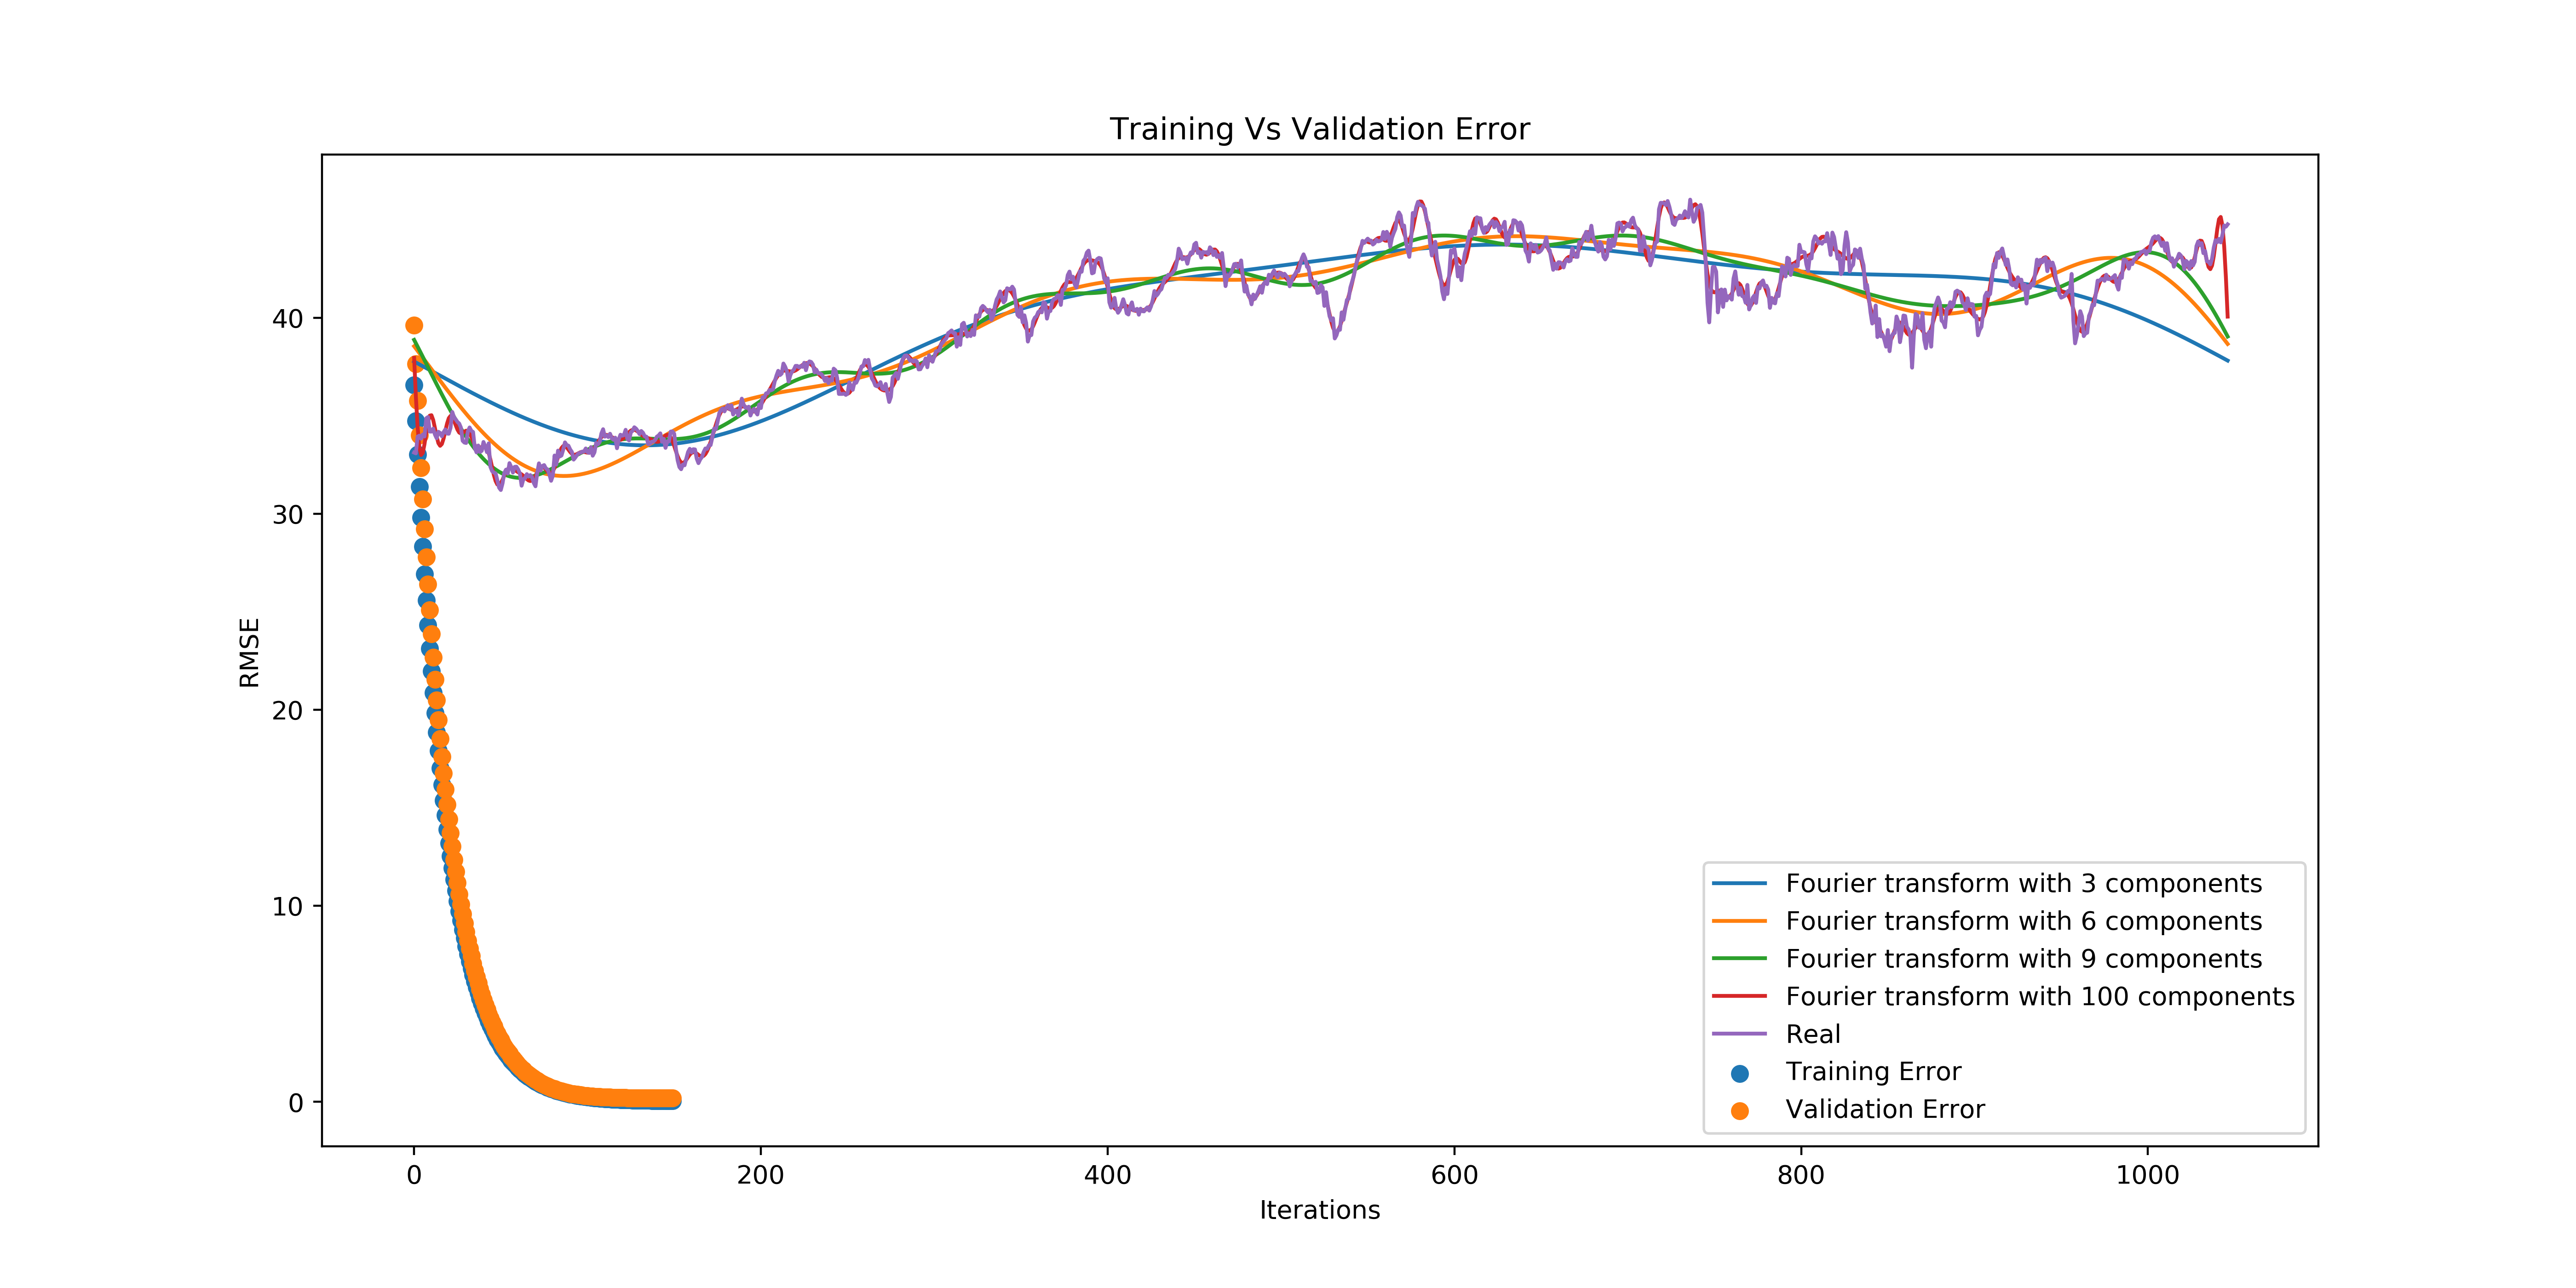 Training Vs Validation Error
RMSE
40
30
20
10
0
0 200 400 600 800 1000
Iterations
Fourier transform with 3 components
Fourier transform with 6 components
Fourier transform with 9 components
Fourier transform with 100 components
Real
Training Error
Validation Error